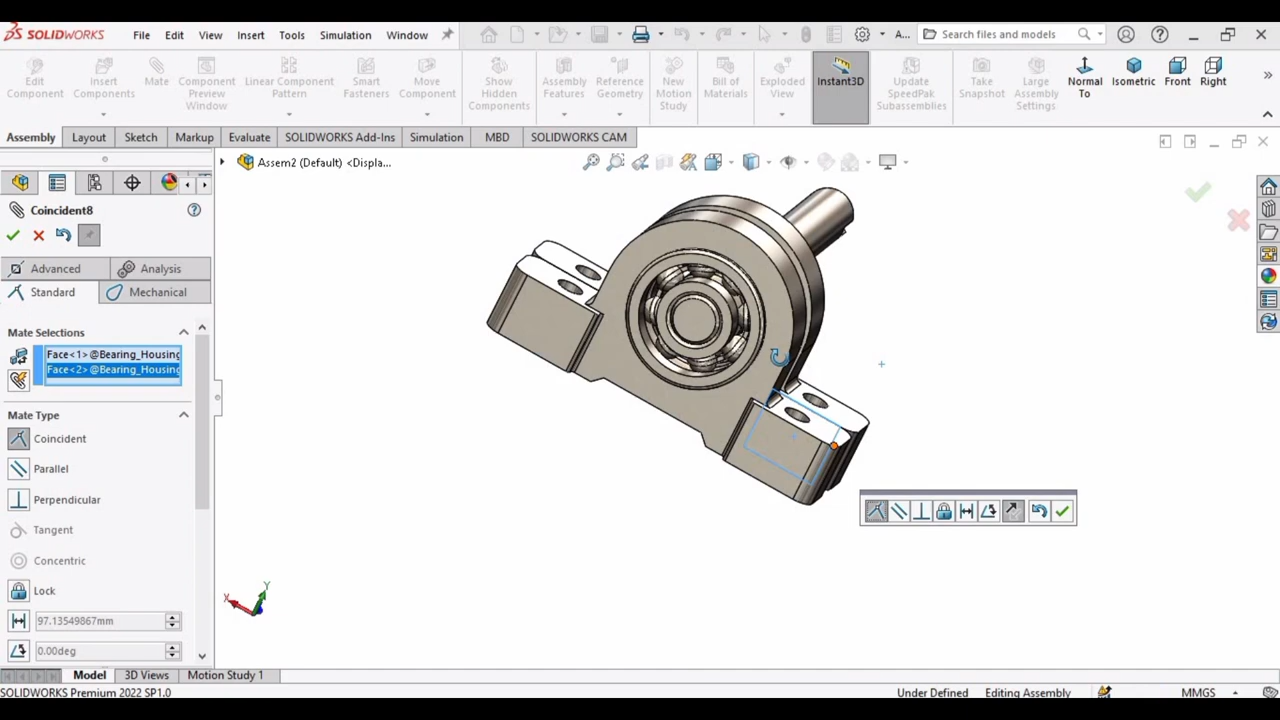 SOLIDWORKS File Edit View Insert Tools Simulation Window A... Search files and models
Edit Component Insert Components Mate Component Preview Window Linear Component Pattern Smart Fasteners Move Component Show Hidden Components Assembly Features Reference Geometry New Motion Study Bill of Materials Exploded View Instant3D Update SpeedPak Subassemblies Take Snapshot Large Assembly Settings Normal To Isometric Front Right
Assembly Layout Sketch Markup Evaluate SOLIDWORKS Add-Ins Simulation MBD SOLIDWORKS CAM
Assem2 (Default) <Displa...
Coincident8
Advanced Analysis
Standard Mechanical
Mate Selections
Face<1>@Bearing_Housing
Face<2>@Bearing_Housing
Mate Type
Coincident
Parallel
Perpendicular
Tangent
Concentric
Lock
97.13549867mm
0.00deg
X Y
Model 3D Views Motion Study 1
SOLIDWORKS Premium 2022 SP1.0 Under Defined Editing Assembly MMGS